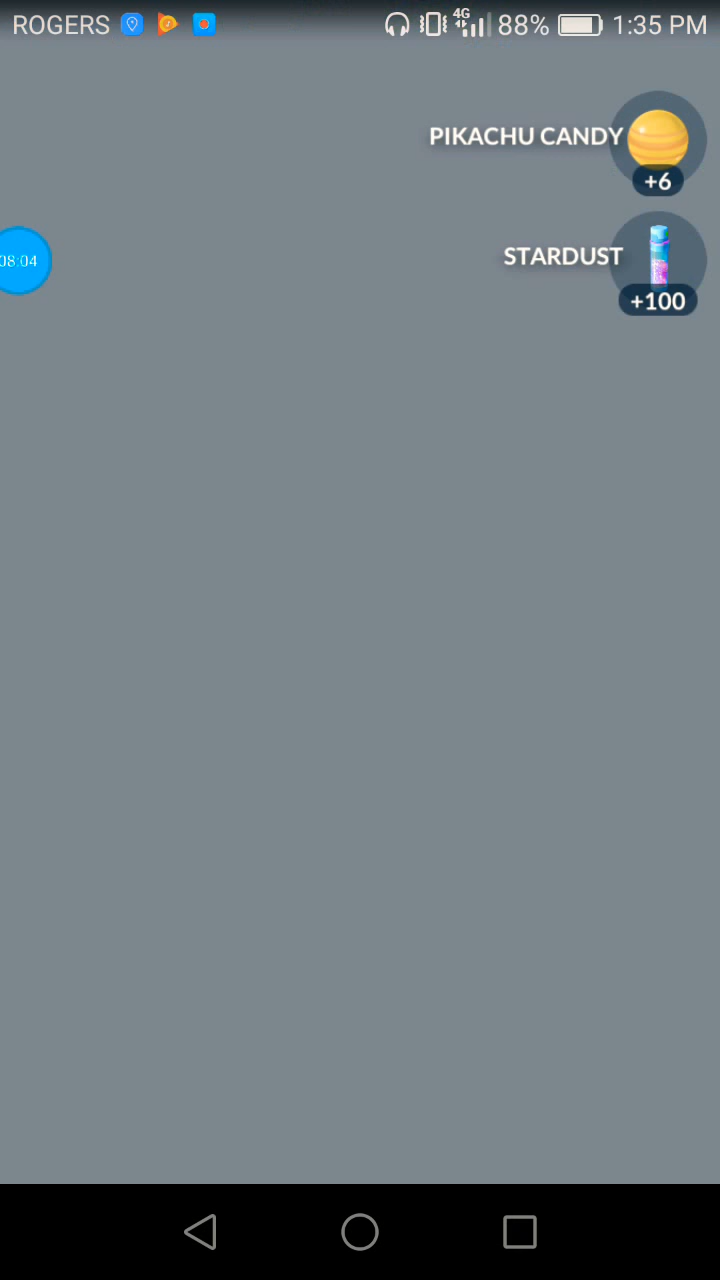 ROGERS 4G 88% 1:35 PM
PIKACHU CANDY
+6
08:04
STARDUST
+100